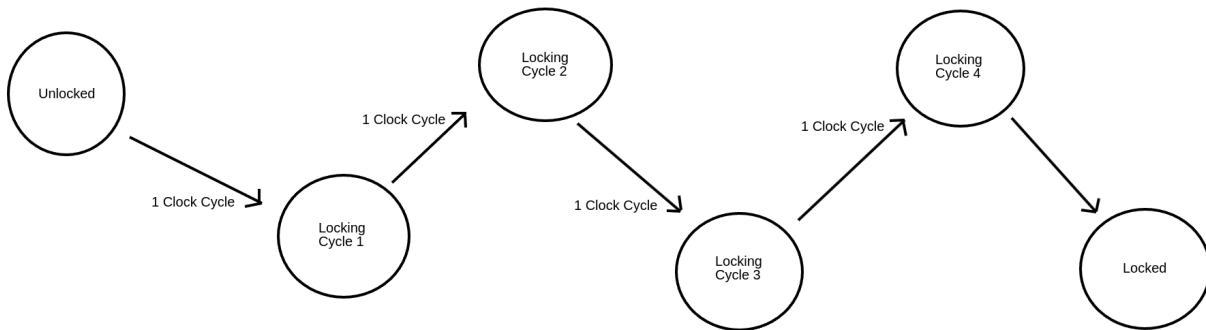 Unlocked
1 Clock Cycle
Locking
Cycle 1
1 Clock Cycle
Locking
Cycle 2
1 Clock Cycle
Locking
Cycle 3
1 Clock Cycle
Locking
Cycle 4
Locked